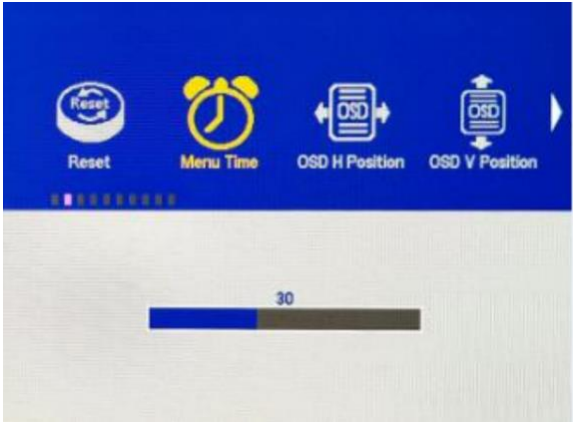 Reset
Reset
Menu Time
OSD
OSD H Position
OSD
OSD V Position
30